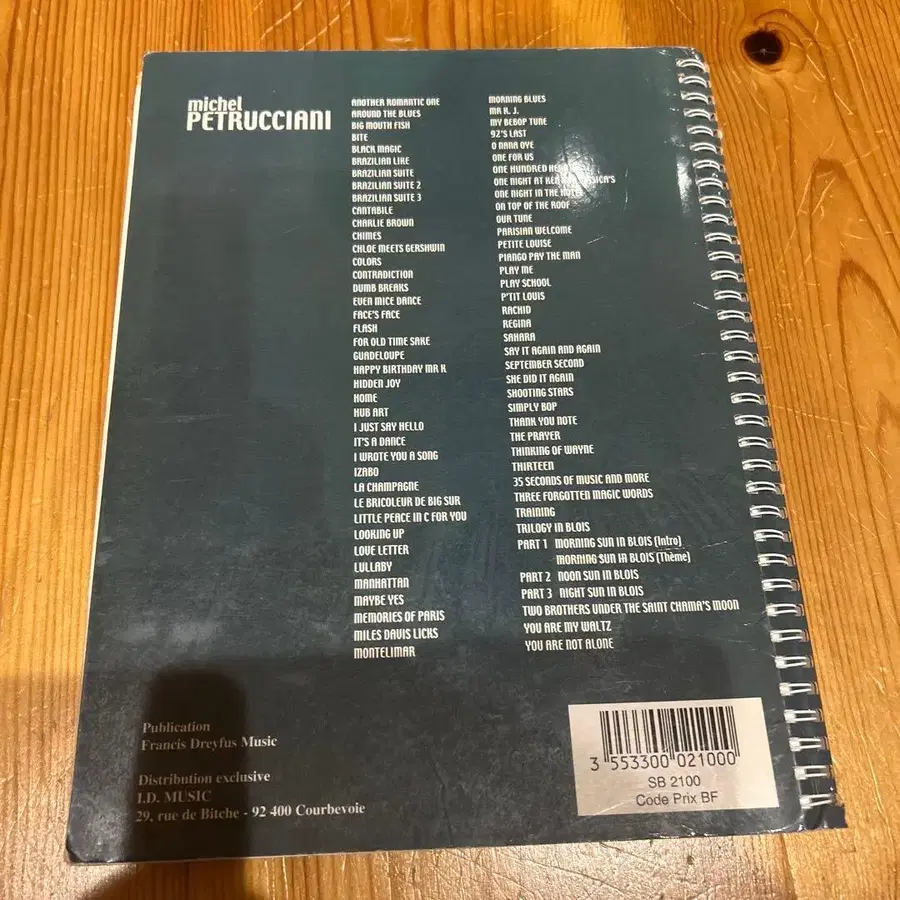 michel
PETRUCCIANI
ANOTHER ROMANTIC ONE
AROUND THE BLUES
BIG MOUTH FISH
BITE
BLACK MAGIC
BRAZILIAN LIKE
BRAZILIAN SUITE
BRAZILIAN SUITE 2
BRAZILIAN SUITE 3
CANTABILE
CHARLIE BROWN
CHIMES
CHLOE MEETS GERSHWIN
COLORS
CONTRADICTION
DUMB BREAKS
EVEN MICE DANCE
FACE'S FACE
FLASH
FOR OLD TIME SAKE
GUADELOUPE
HAPPY BIRTHDAY MR K
HIDDEN JOY
HOME
HUB ART
I JUST SAY HELLO
IT'S A DANCE
I WROTE YOU A SONG
IZABO
LA CHAMPAGNE
LE BRICOLEUR DE BIG SUR
LITTLE PEACE IN C FOR YOU
LOOKING UP
LOVE LETTER
LULLABY
MANHATTAN
MAYBE YES
MEMORIES OF PARIS
MILES DAVIS LICKS
MONTELIMAR
MORNING BLUES
MR K. J.
MY BEBOP TUNE
92'S LAST
O NANA OYE
ONE FOR US
ONE HUNDRED
ONE NIGHT AT
ONE NIGHT IN THE
ON TOP OF THE ROOF
OUR TUNE
PARISIAN WELCOME
PETITE LOUISE
PIANGO PAY THE MAN
PLAY ME
PLAY SCHOOL
P'TIT LOUIS
RACHID
REGINA
SAHARA
SAY IT AGAIN AND AGAIN
SEPTEMBER SECOND
SHE DID IT AGAIN
SHOOTING STARS
SIMPLY BOP
THANK YOU NOTE
THE PRAYER
THINKING OF WAYNE
THIRTEEN
35 SECONDS OF MUSIC AND MORE
THREE FORGOTTEN MAGIC WORDS
TRAINING
TRILOGY IN BLOIS
PART 1 MORNING SUN IN BLOIS (Intro)
MORNING SUN IN BLOIS (Thème)
PART 2 NOON SUN IN BLOIS
PART 3 NIGHT SUN IN BLOIS
TWO BROTHERS UNDER THE SAINT CHAMA'S MOON
YOU ARE MY WALTZ
YOU ARE NOT ALONE
Publication
Francis Dreyfus Music
Distribution exclusive
I.D. MUSIC
29, rue de Bitche - 92 400 Courbevoie
3 553300 021000
SB 2100
Code Prix BF